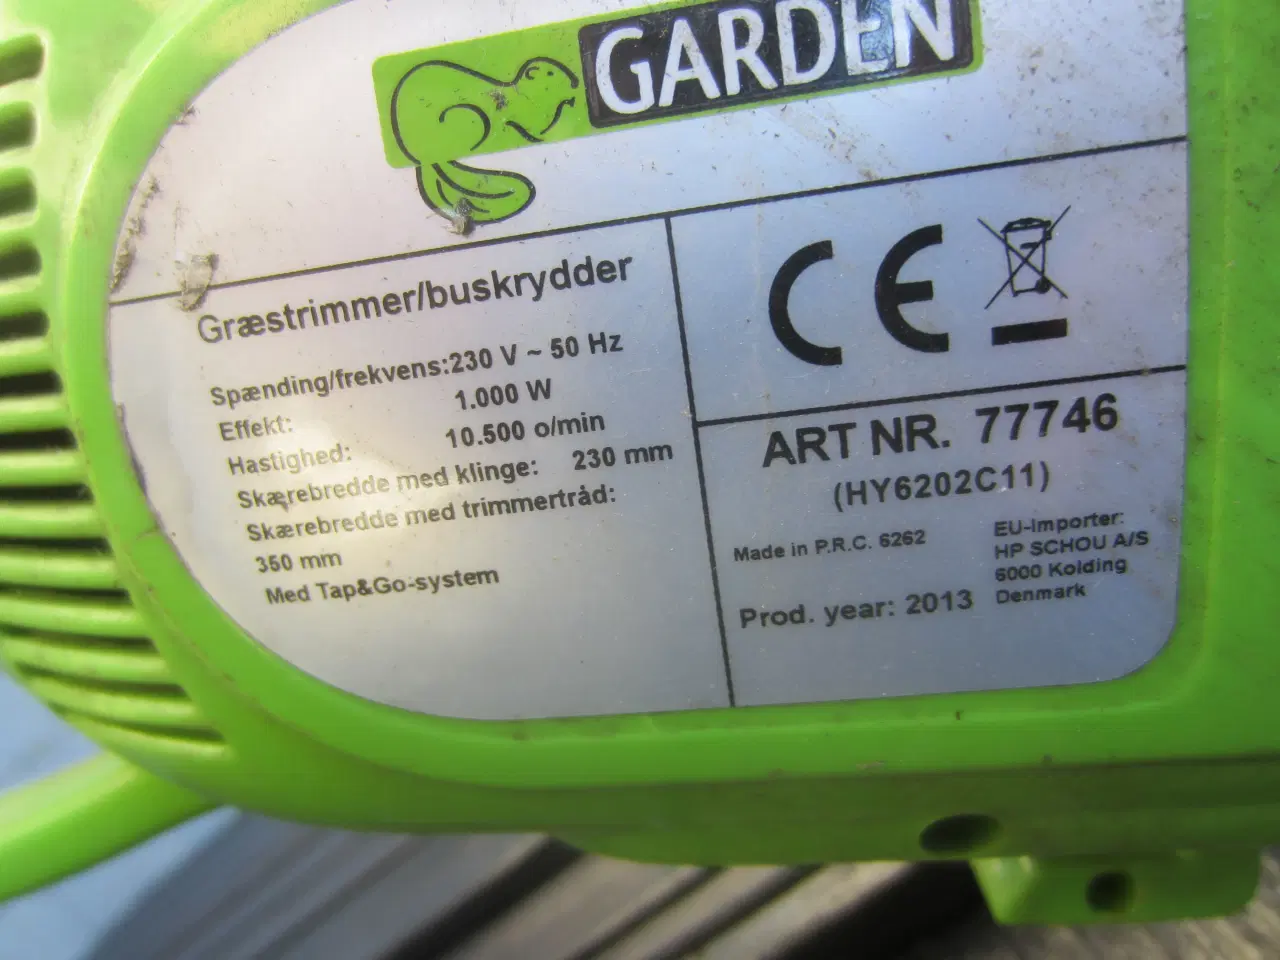 GARDEN
Græstrimmer/buskrydder
Spænding/frekvens:230 V ~ 50 Hz
Effekt: 1.000 W
Hastighed: 10.500 o/min
Skærebredde med klinge: 230 mm
Skærebredde med trimmertråd:
350 mm
Med Tap&Go-system
CE
ART NR. 77746
(HY6202C11)
Made in P.R.C. 6262
Prod. year: 2013
EU-Importer:
HP SCHOU A/S
6000 Kolding
Denmark